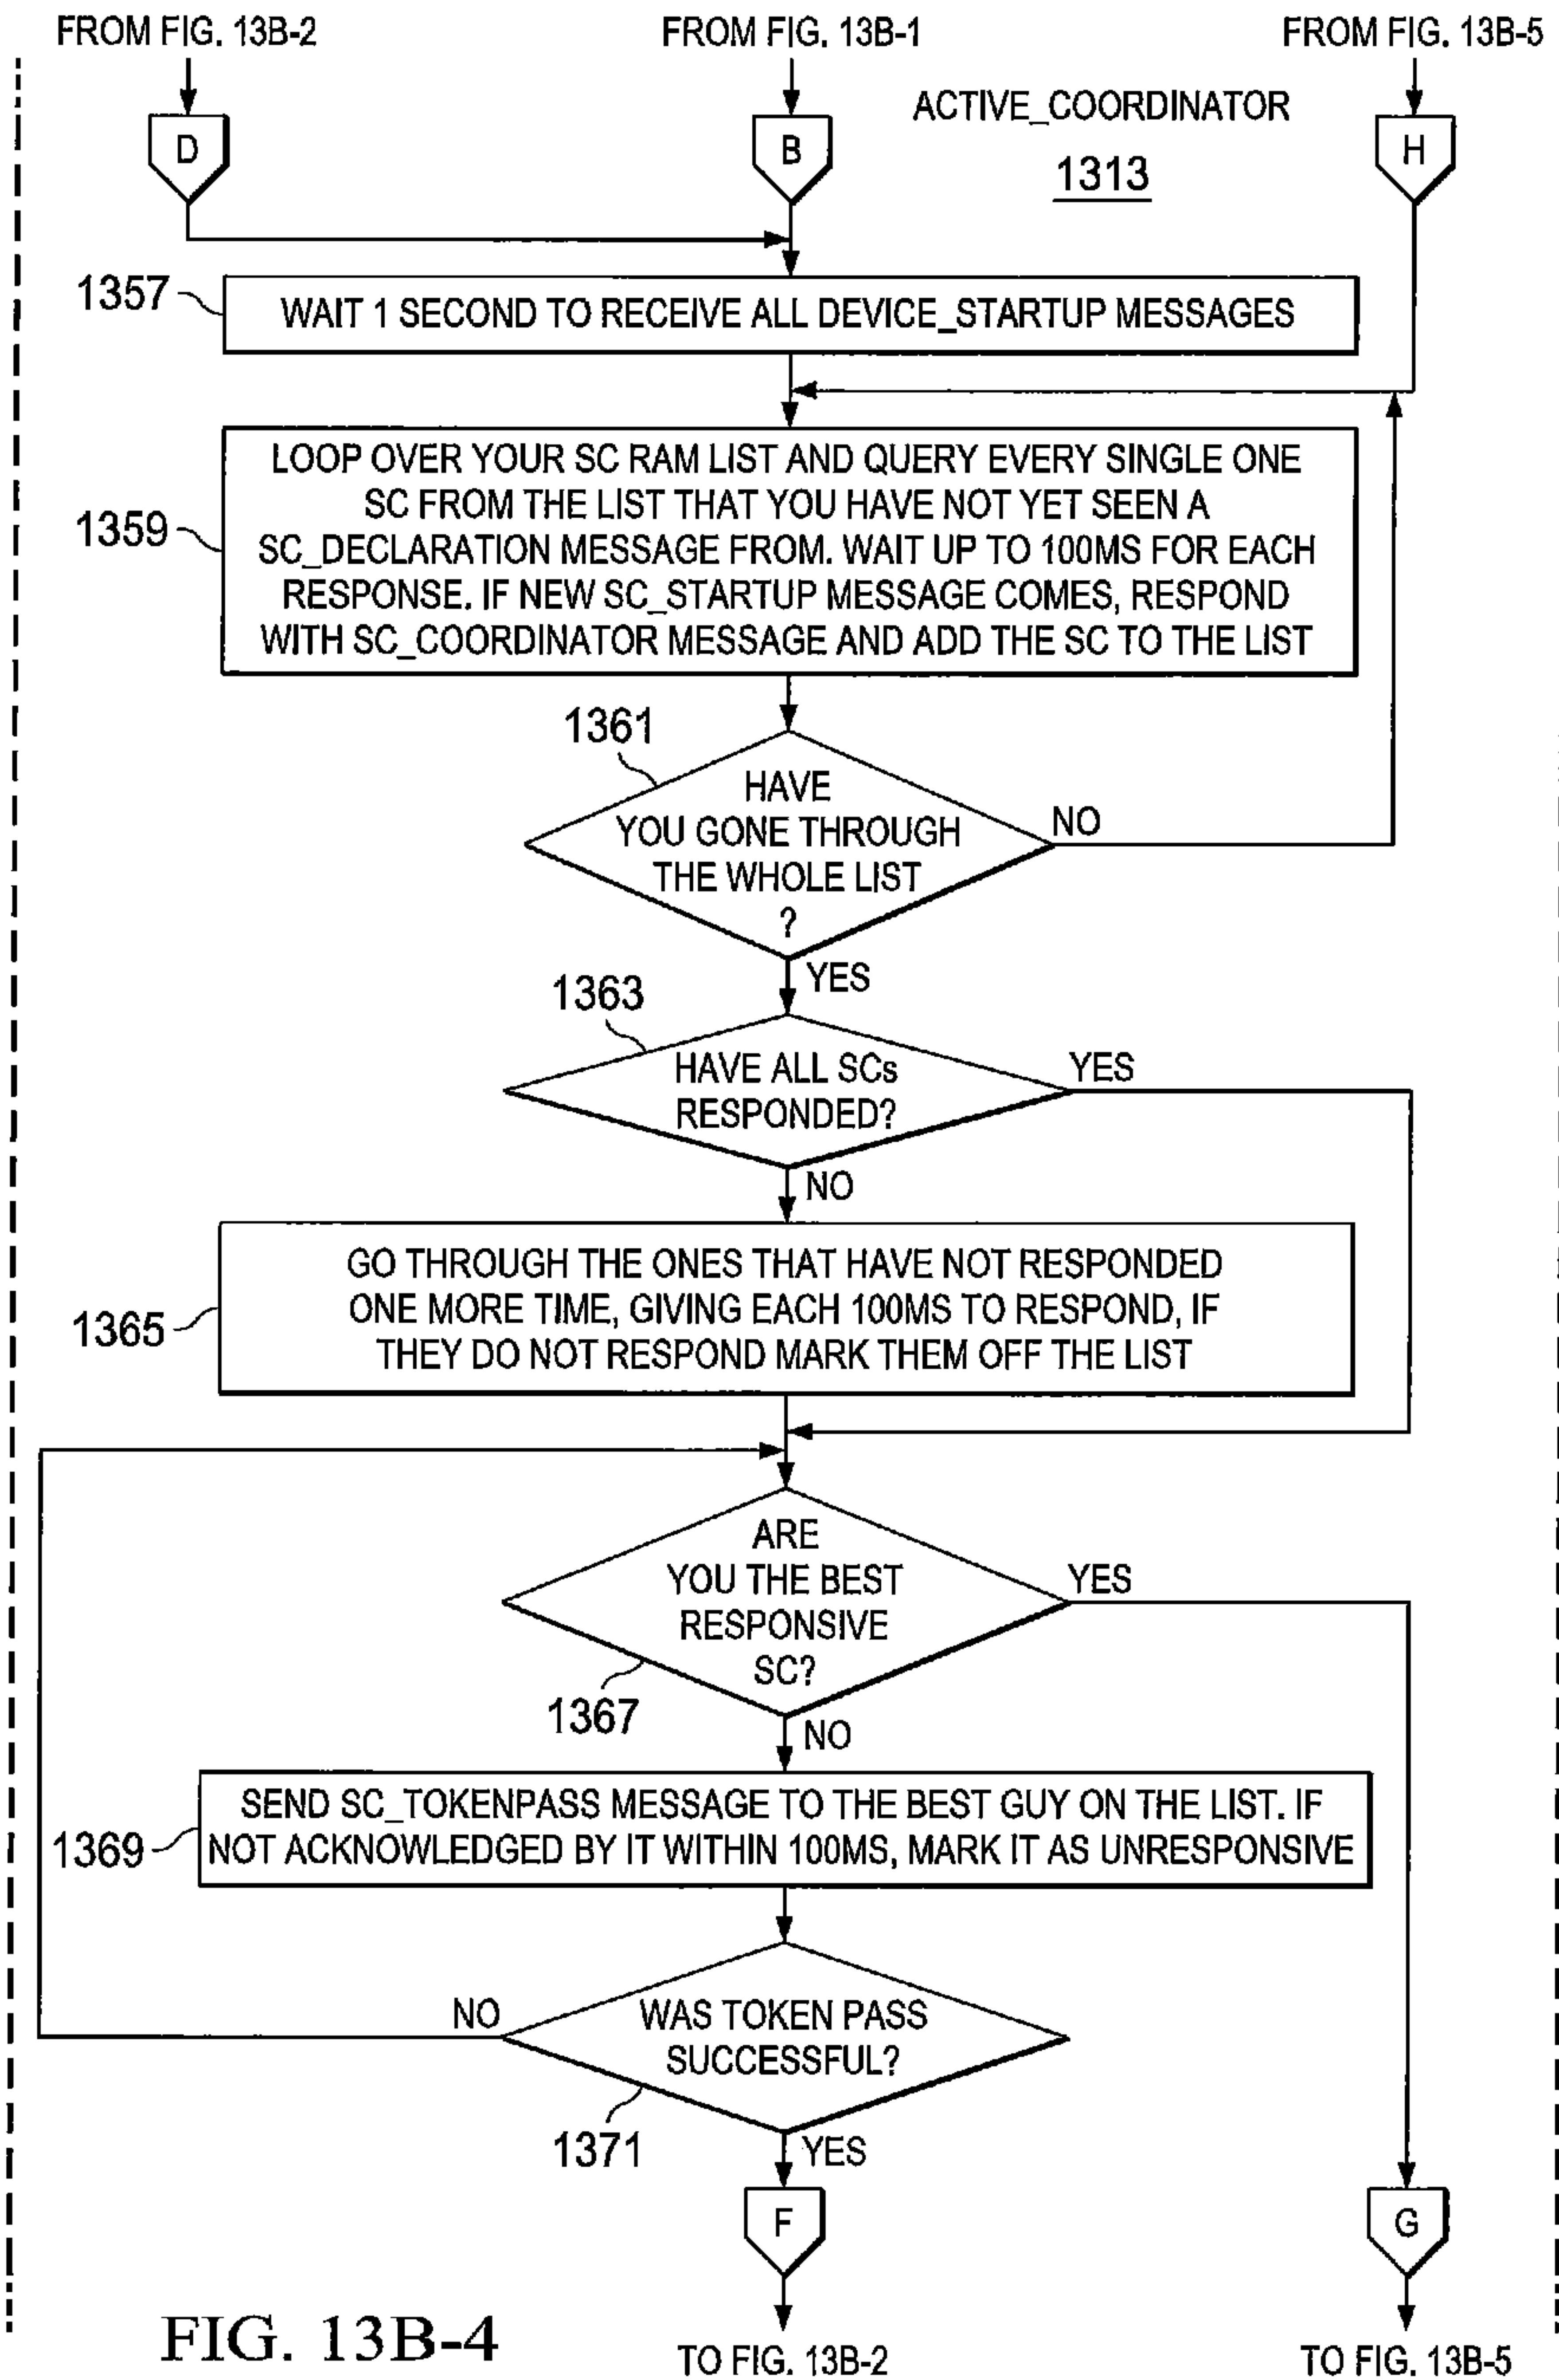 FROM FIG. 13B-2
FROM FIG. 13B-1
FROM FIG. 13B-5
D
B
ACTIVE_COORDINATOR
1313
H
1357
WAIT 1 SECOND TO RECEIVE ALL DEVICE_STARTUP MESSAGES
1359
LOOP OVER YOUR SC RAM LIST AND QUERY EVERY SINGLE ONE
SC FROM THE LIST THAT YOU HAVE NOT YET SEEN A
SC_DECLARATION MESSAGE FROM. WAIT UP TO 100MS FOR EACH
RESPONSE. IF NEW SC_STARTUP MESSAGE COMES, RESPOND
WITH SC_COORDINATOR MESSAGE AND ADD THE SC TO THE LIST
1361
HAVE
YOU GONE THROUGH
THE WHOLE LIST
?
NO
YES
1363
HAVE ALL SCs
RESPONDED?
YES
NO
1365
GO THROUGH THE ONES THAT HAVE NOT RESPONDED
ONE MORE TIME, GIVING EACH 100MS TO RESPOND, IF
THEY DO NOT RESPOND MARK THEM OFF THE LIST
ARE
YOU THE BEST
RESPONSIVE
SC?
YES
1367
NO
1369
SEND SC_TOKENPASS MESSAGE TO THE BEST GUY ON THE LIST. IF
NOT ACKNOWLEDGED BY IT WITHIN 100MS, MARK IT AS UNRESPONSIVE
NO
WAS TOKEN PASS
SUCCESSFUL?
1371
YES
F
G
FIG. 13B-4
TO FIG. 13B-2
TO FIG. 13B-5